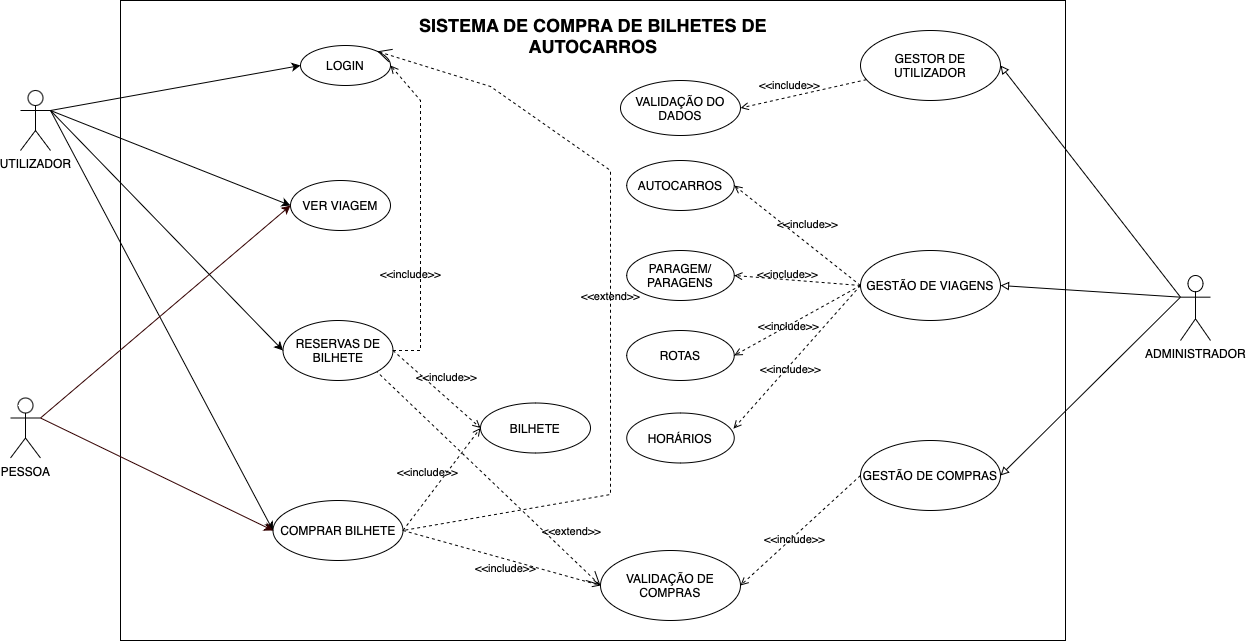 SISTEMA DE COMPRA DE BILHETES DE
AUTOCARROS
LOGIN
GESTOR DE
UTILIZADOR
<<include>>
VALIDAÇÃO DO
DADOS
UTILIZADOR
AUTOCARROS
VER VIAGEM
<<include>>
<<include>>
PARAGEM/
PARAGENS
<<include>>
GESTÃO DE VIAGENS
<<extend>>
<<include>>
RESERVAS DE
BILHETE
ROTAS
ADMINISTRADOR
<<include>>
<<include>>
BILHETE
HORÁRIOS
PESSOA
<<include>>
GESTÃO DE COMPRAS
COMPRAR BILHETE
<<extend>>
<<include>>
<<include>>
VALIDAÇÃO DE
COMPRAS